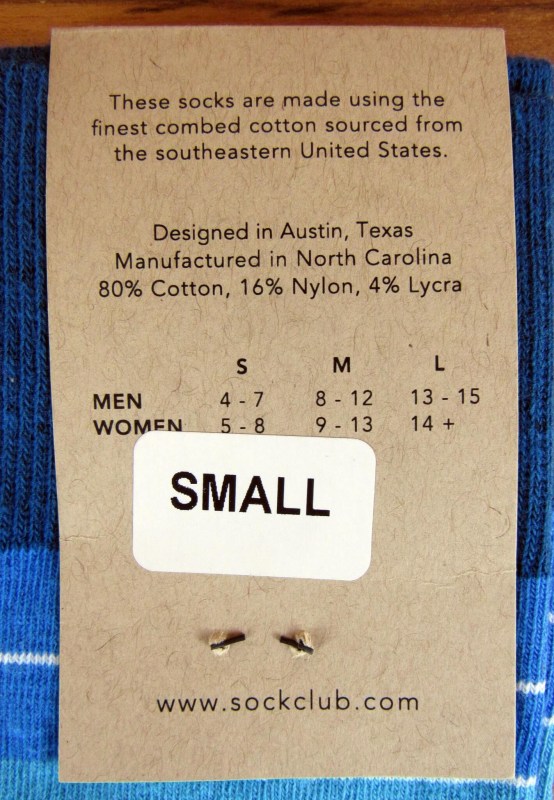 These socks are made using the
finest combed cotton sourced from
the southeastern United States.
Designed in Austin, Texas
Manufactured in North Carolina
80% Cotton, 16% Nylon, 4% Lycra
S M L
MEN 4 - 7 8 - 12 13 - 15
WOMEN 5 - 8 9 - 13 14 +
SMALL
www.sockclub.com